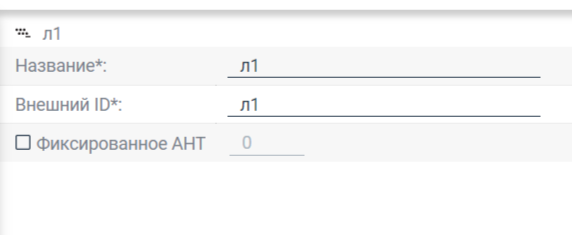 л1
Название*: л1
Внешний ID*: л1
Фиксированное АНТ 0